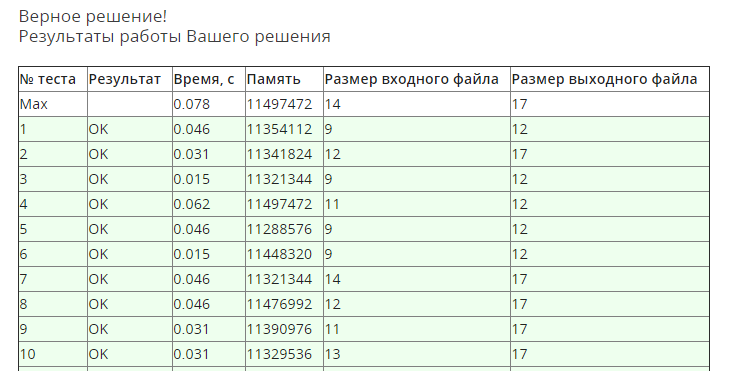 Верное решение!
Результаты работы Вашего решения
№ теста Результат Время, с Память Размер входного файла Размер выходного файла
Max 0.078 11497472 14 17
1 OK 0.046 11354112 9 12
2 OK 0.031 11341824 12 17
3 OK 0.015 11321344 9 12
4 OK 0.062 11497472 11 12
5 OK 0.046 11288576 9 12
6 OK 0.015 11448320 9 12
7 OK 0.046 11321344 14 17
8 OK 0.046 11476992 12 17
9 OK 0.031 11390976 11 17
10 OK 0.031 11329536 13 17